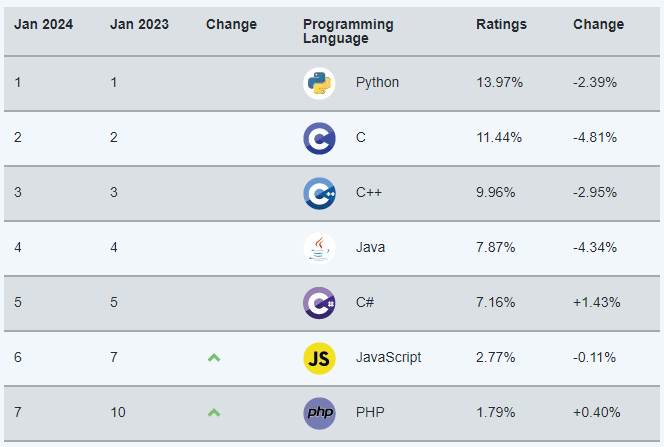 Jan 2024 Jan 2023 Change Programming Language Ratings Change
1 1 Python 13.97% -2.39%
2 2 C 11.44% -4.81%
3 3 C++ 9.96% -2.95%
4 4 Java 7.87% -4.34%
5 5 C# 7.16% +1.43%
6 7 JS JavaScript 2.77% -0.11%
7 10 php PHP 1.79% +0.40%